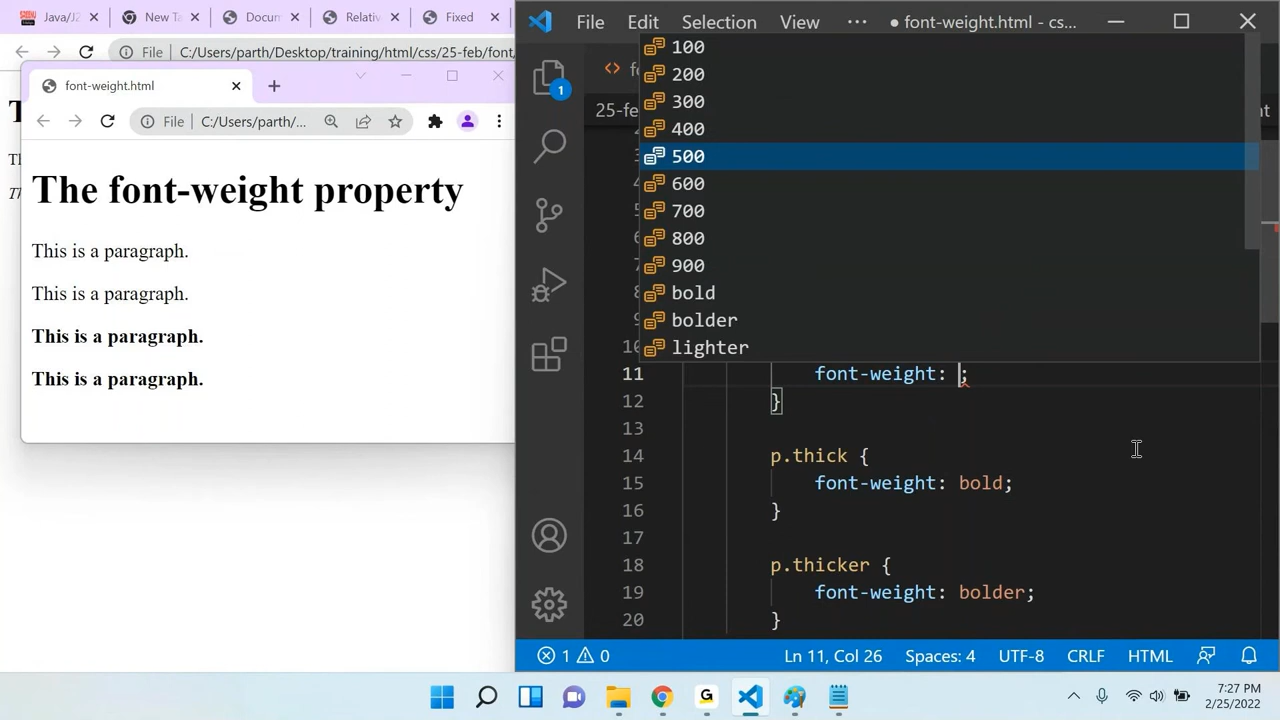 Java/J2
New Ta
Docum
Relativ
Fixed
File C:/Users/parth/Desktop/training/html/css/25-feb/font,
font-weight.html
File C:/Users/parth/...
The font-weight property
This is a paragraph.
This is a paragraph.
This is a paragraph.
This is a paragraph.
File Edit Selection View ··· ● font-weight.html - cs...
25-fe
100
200
300
400
500
600
700
800
900
bold
bolder
lighter
1
10
11 font-weight: ;
12 }
13
14 p.thick {
15 font-weight: bold;
16 }
17
18 p.thicker {
19 font-weight: bolder;
20 }
1 0 Ln 11, Col 26 Spaces: 4 UTF-8 CRLF HTML
7:27 PM
2/25/2022